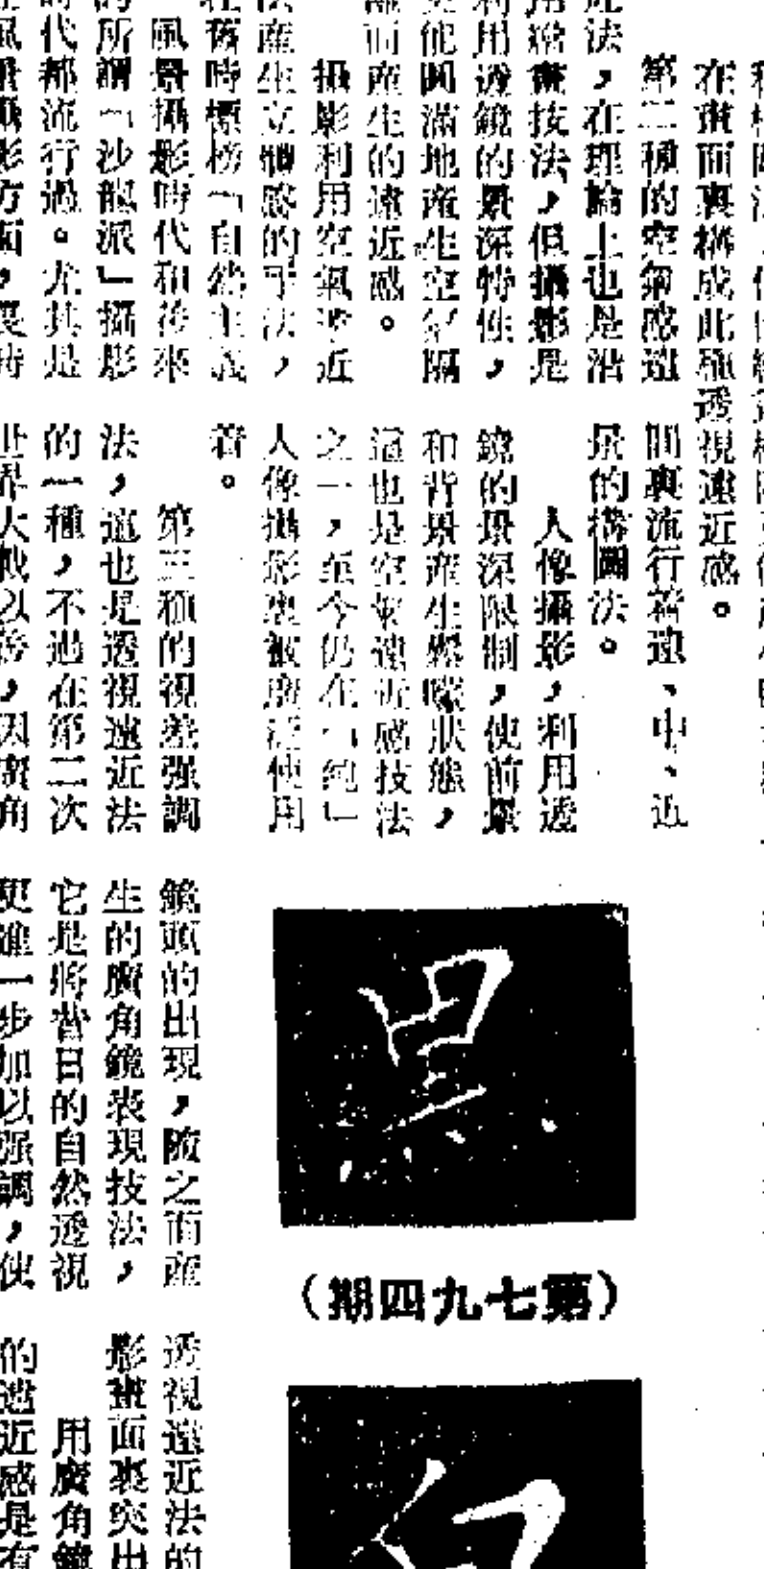 在畫面裏構成此種透視遠近感。
第二種的空氣感遠
近法，在理論上也是沿
用繪畫技法，但攝影是
利用透鏡的景深特性，
更能圓滿地產生空氣隔
離而產生的遠近感。
攝影利用空氣遠近
法產生立體感的手法，
在舊時標榜「自然主義
風景攝影時代和後來
的所謂「沙龍派」攝影
時代都流行過。尤其是
在風景攝影方面，長時
間裏流行着遠、中、近
景的構圖法。
人像攝影，利用透
鏡的景深限制，使前景
和背景產生矇狀態，
這也是空氣遠近感技法
之一，至今仍在「純」
人像攝影裏被廣泛使用
着。
第三種的視差强調
法，這也是透視遠近法
的一種，不過在第二次
世界大戰以後，因廣角
黑
（第七九四期）
白
鏡頭的出現，隨之而產
生的廣角鏡表現技法，
它是將昔日的自然透視
更進一步加以强調，使
透視遠近法的
影畫面裏突出
用廣角鏡
的遠近感是有